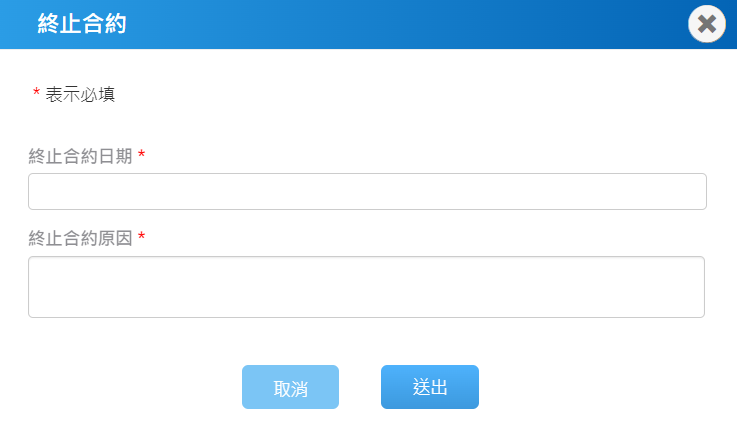 終止合約
* 表示必填
終止合約日期 *
終止合約原因 *
取消
送出